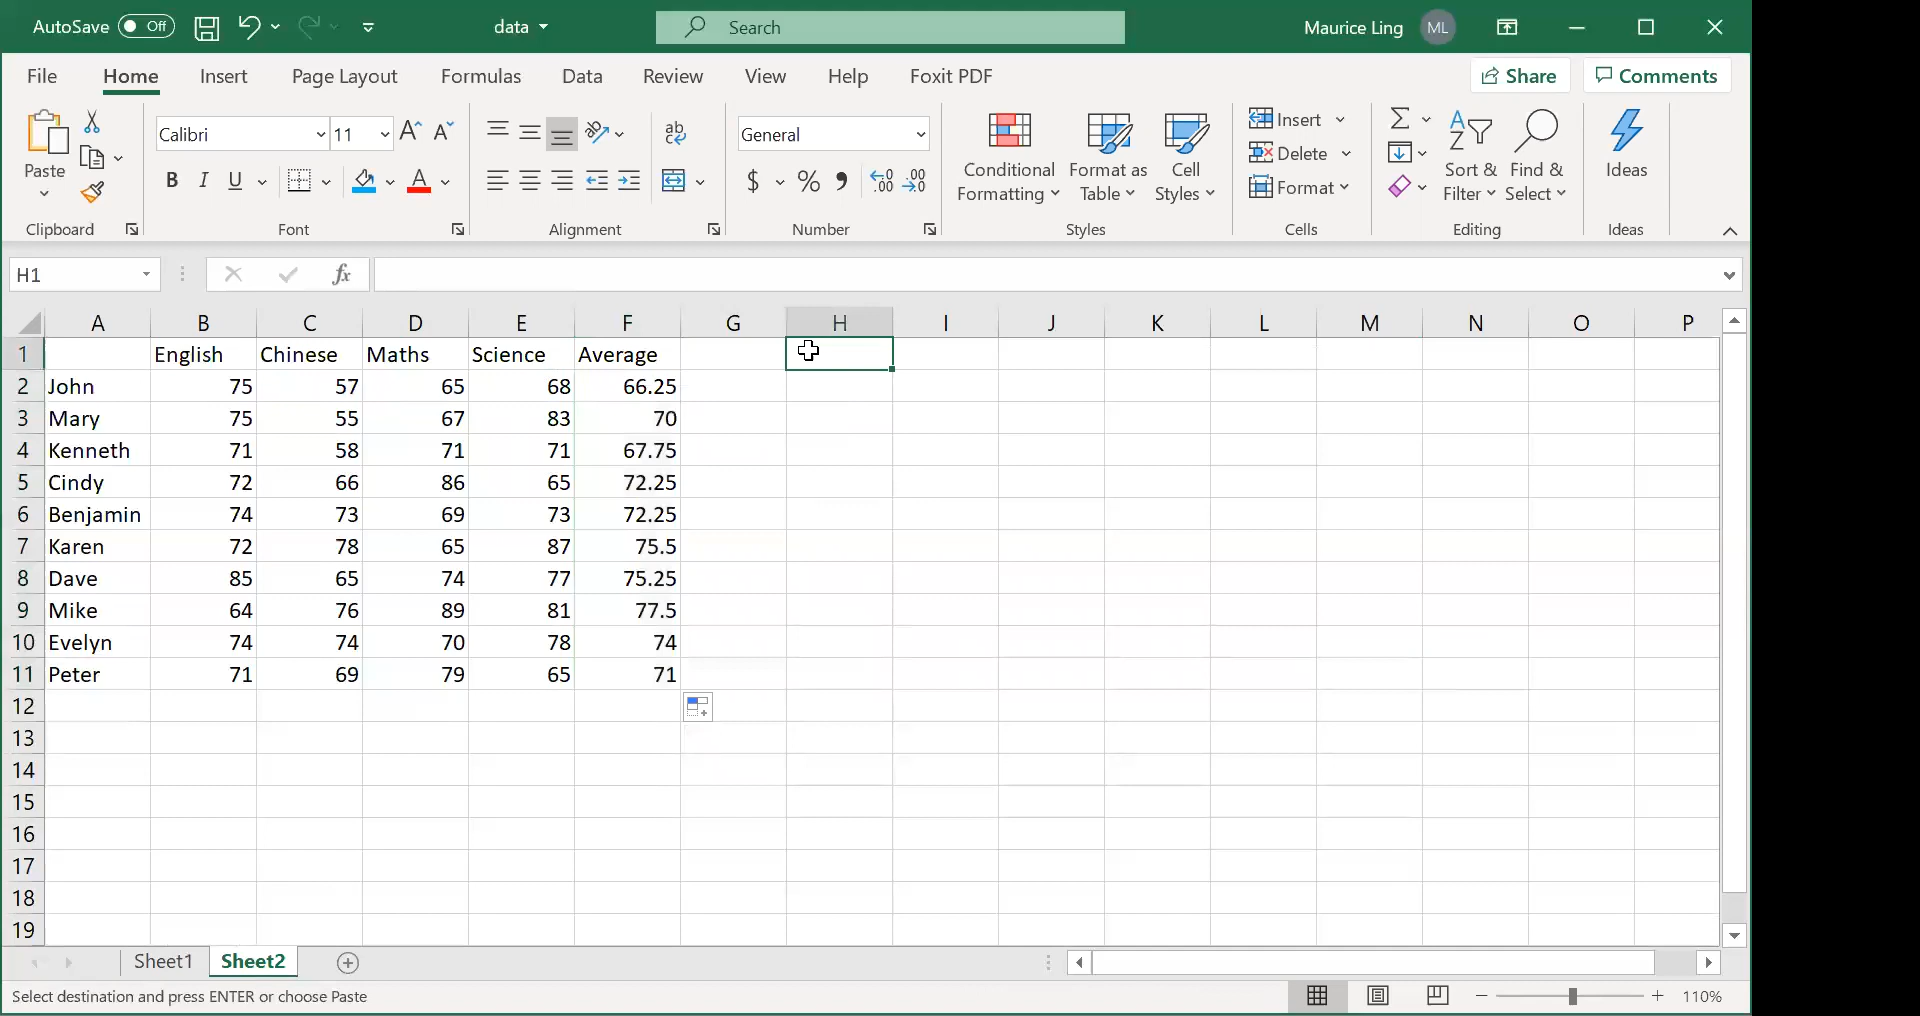 AutoSave Off data Search Maurice Ling ML
File Home Insert Page Layout Formulas Data Review View Help Foxit PDF Share Comments
Paste Calibri 11 A A ab General Conditional Formatting Format as Table Cell Styles Insert Delete Format Sort & Filter Find & Select Ideas
B I U A $ % .00
Clipboard Font Alignment Number Styles Cells Editing Ideas
H1 fx
A B C D E F G H I J K L M N O P
1 English Chinese Maths Science Average
2 John 75 57 65 68 66.25
3 Mary 75 55 67 83 70
4 Kenneth 71 58 71 71 67.75
5 Cindy 72 66 86 65 72.25
6 Benjamin 74 73 69 73 72.25
7 Karen 72 78 65 87 75.5
8 Dave 85 65 74 77 75.25
9 Mike 64 76 89 81 77.5
10 Evelyn 74 74 70 78 74
11 Peter 71 69 79 65 71
12
13
14
15
16
17
18
19
Sheet1 Sheet2
Select destination and press ENTER or choose Paste 110%